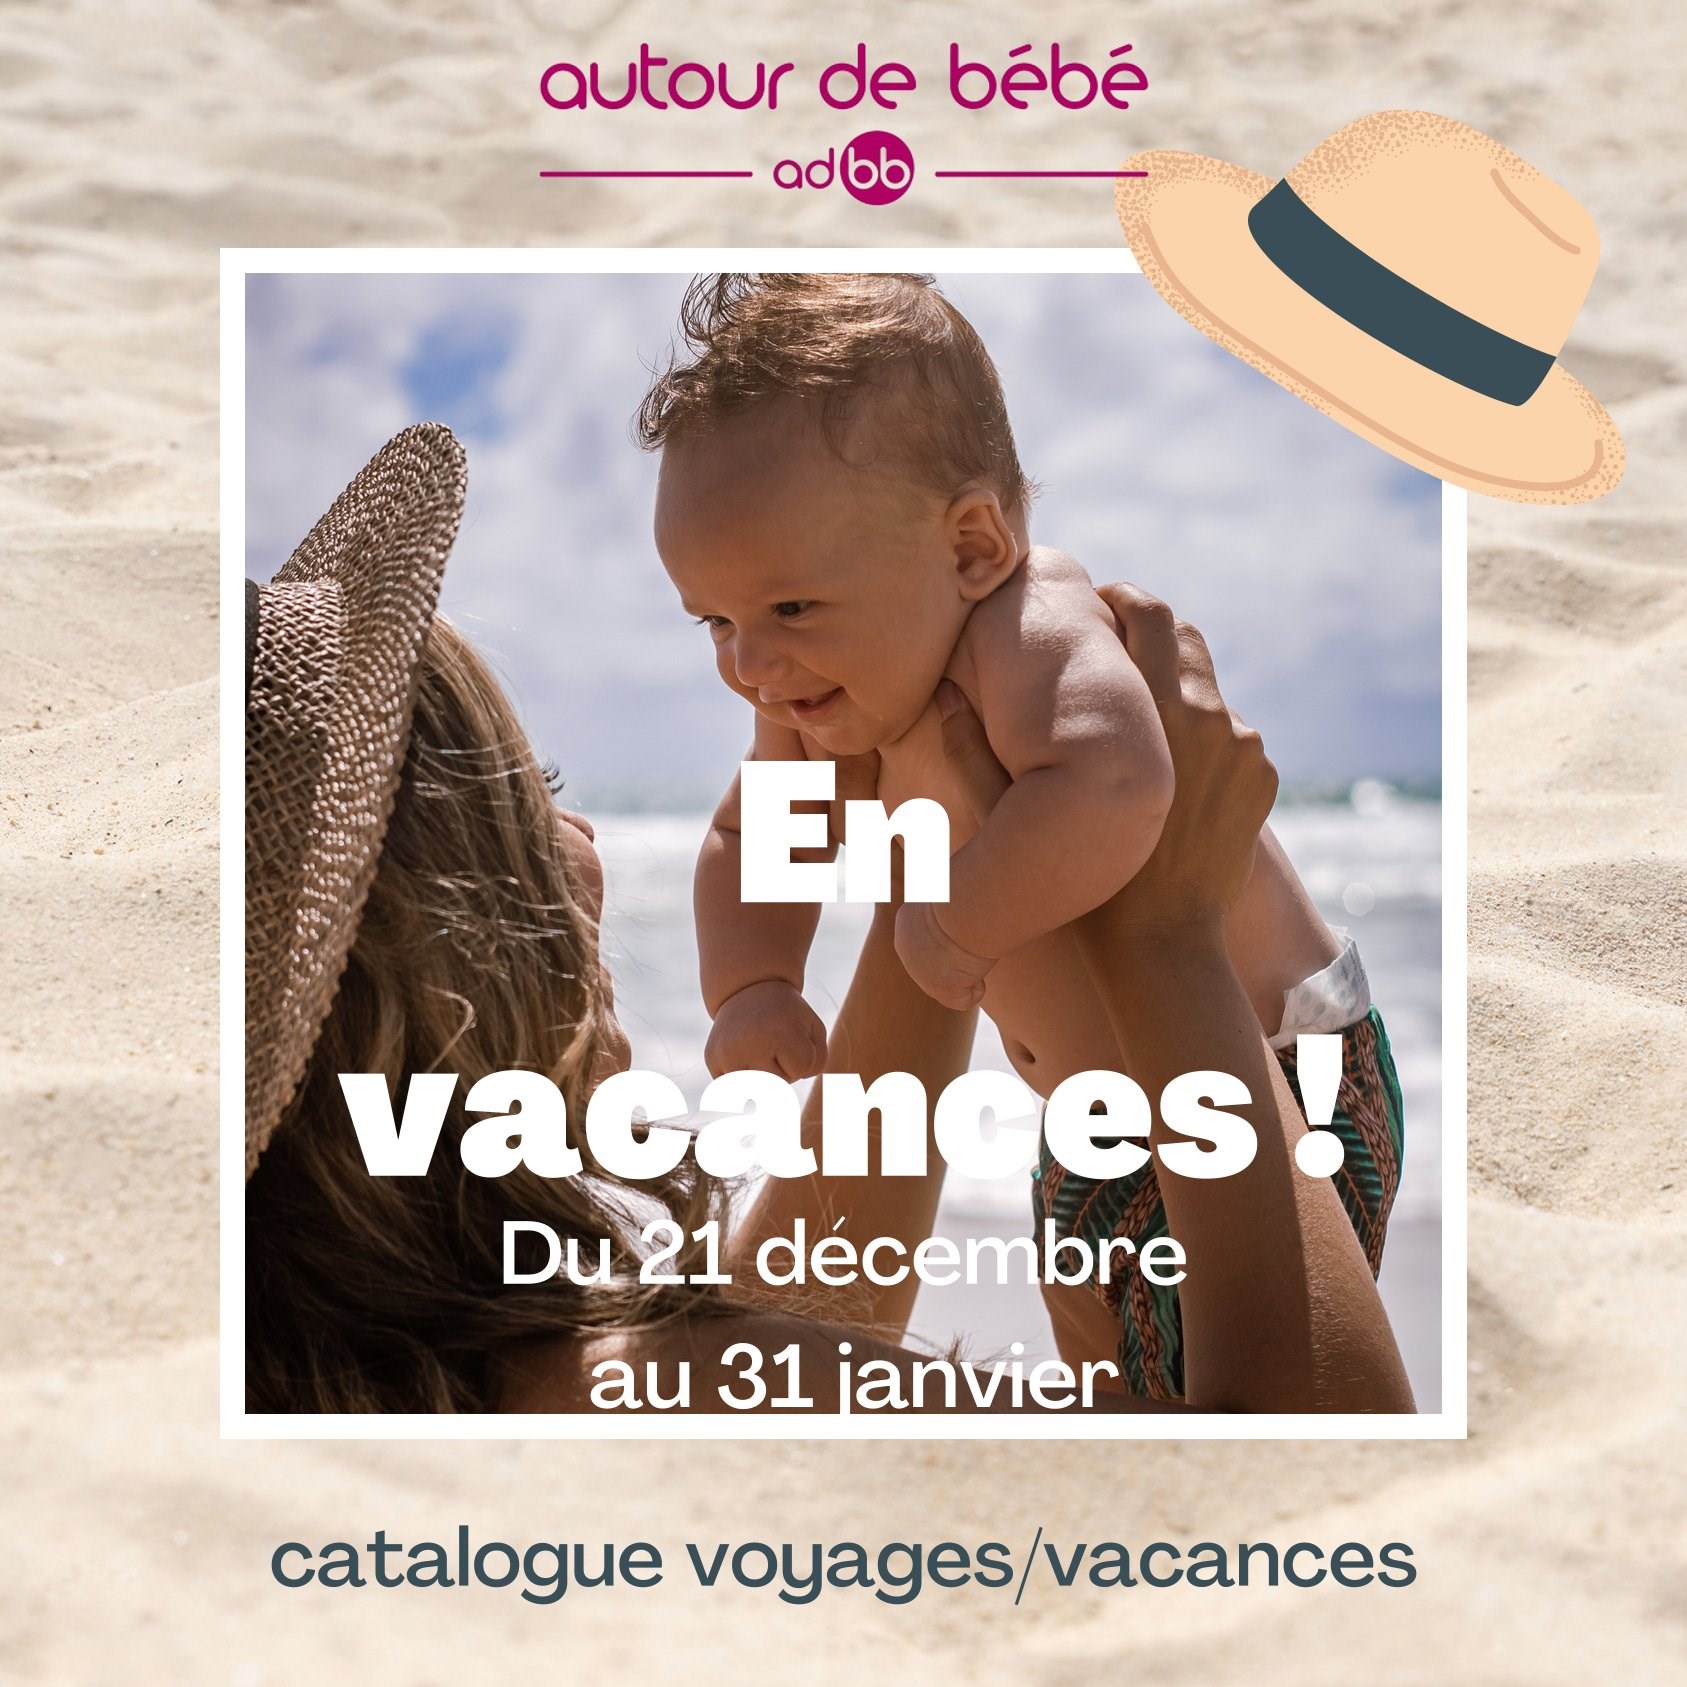 autour de bébé
adbb
En
vacances !
Du 21 décembre
au 31 janvier
catalogue voyages/vacances